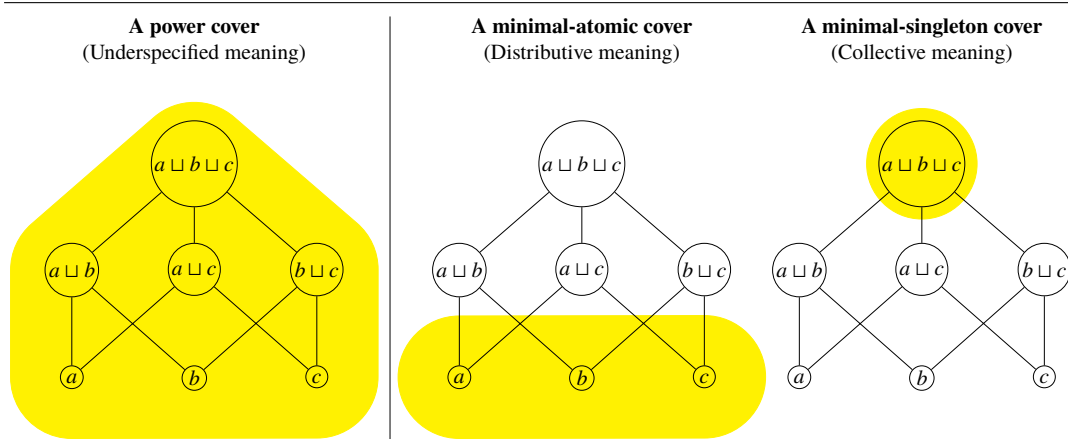 A power cover
(Underspecified meaning)
a ⊔ b ⊔ c
a ⊔ b
a ⊔ c
b ⊔ c
a
b
c
A minimal-atomic cover
(Distributive meaning)
a ⊔ b ⊔ c
a ⊔ b
a ⊔ c
b ⊔ c
a
b
c
A minimal-singleton cover
(Collective meaning)
a ⊔ b ⊔ c
a ⊔ b
a ⊔ c
b ⊔ c
a
b
c